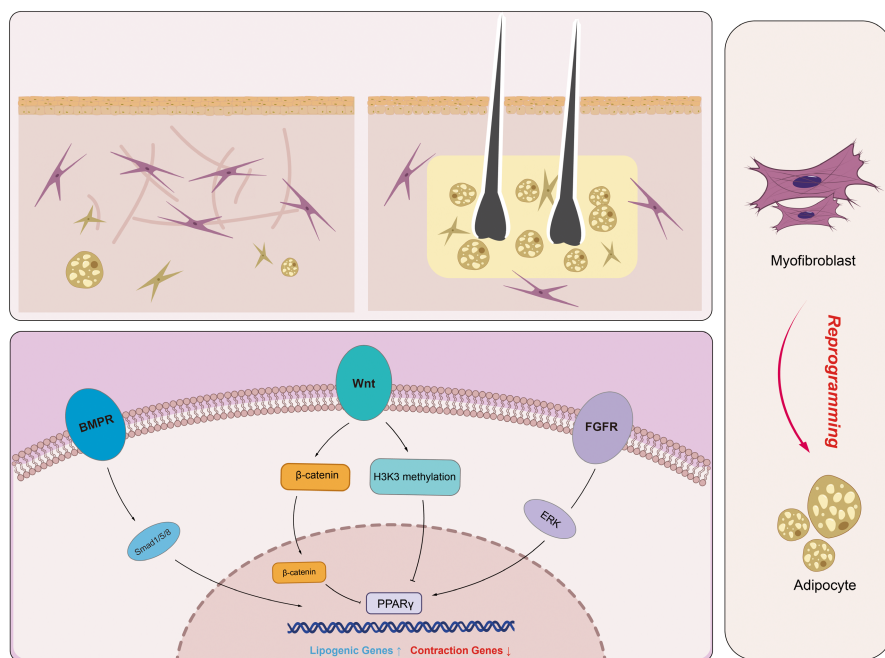 Myofibroblast
Reprogramming
Adipocyte
Wnt
BMPR
FGFR
β-catenin
H3K3 methylation
ERK
Smad1/5/8
β-catenin
PPARγ
Lipogenic Genes ↑ Contraction Genes ↓